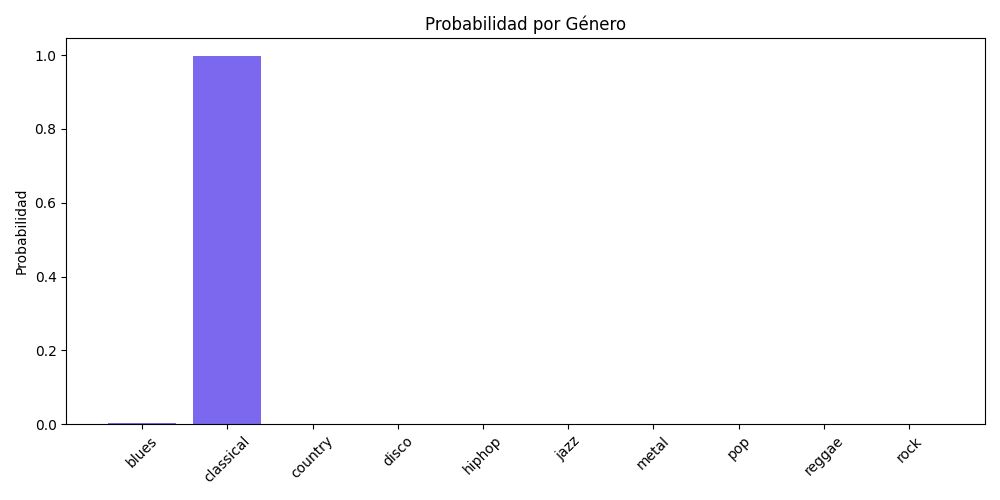 Probabilidad por Género
Probabilidad
1.0
0.8
0.6
0.4
0.2
0.0
blues
classical
country
disco
hiphop
jazz
metal
pop
reggae
rock